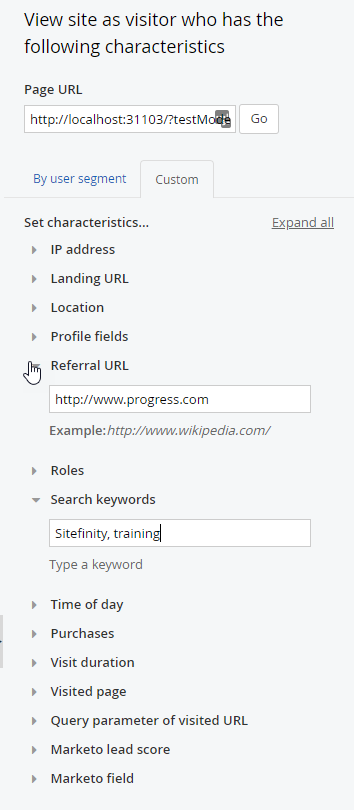 View site as visitor who has the
following characteristics
Page URL
http://localhost:31103/?testMode
Go
By user segment
Custom
Set characteristics...
Expand all
IP address
Landing URL
Location
Profile fields
Referral URL
http://www.progress.com
Example:http://www.wikipedia.com/
Roles
Search keywords
Sitefinity, training
Type a keyword
Time of day
Purchases
Visit duration
Visited page
Query parameter of visited URL
Marketo lead score
Marketo field